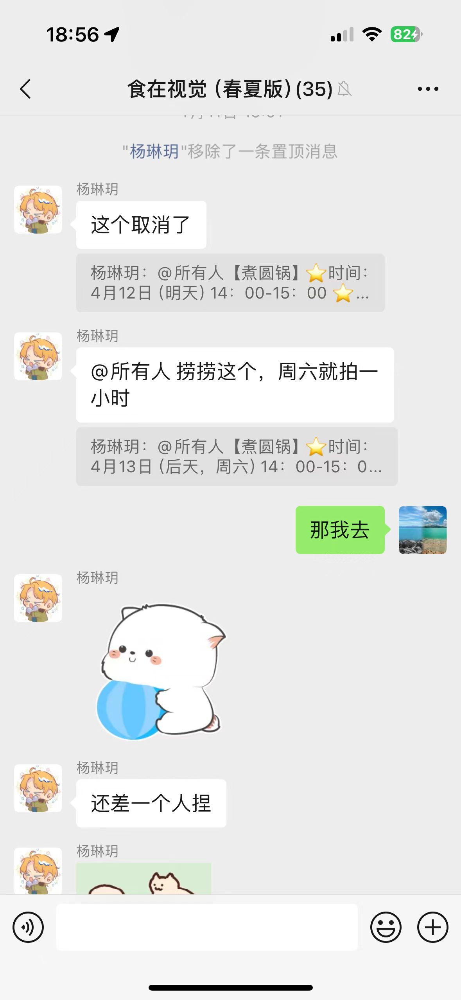 18:56
82
食在视觉（春夏版）(35)
"杨琳玥"移除了一条置顶消息
杨琳玥
这个取消了
杨琳玥：@所有人【煮圆锅】⭐时间：
4月12日（明天）14：00-15：00 ⭐...
杨琳玥
@所有人 捞捞这个，周六就拍一
小时
杨琳玥：@所有人【煮圆锅】⭐时间：
4月13日（后天，周六）14：00-15：0...
那我去
杨琳玥
杨琳玥
还差一个人捏
杨琳玥